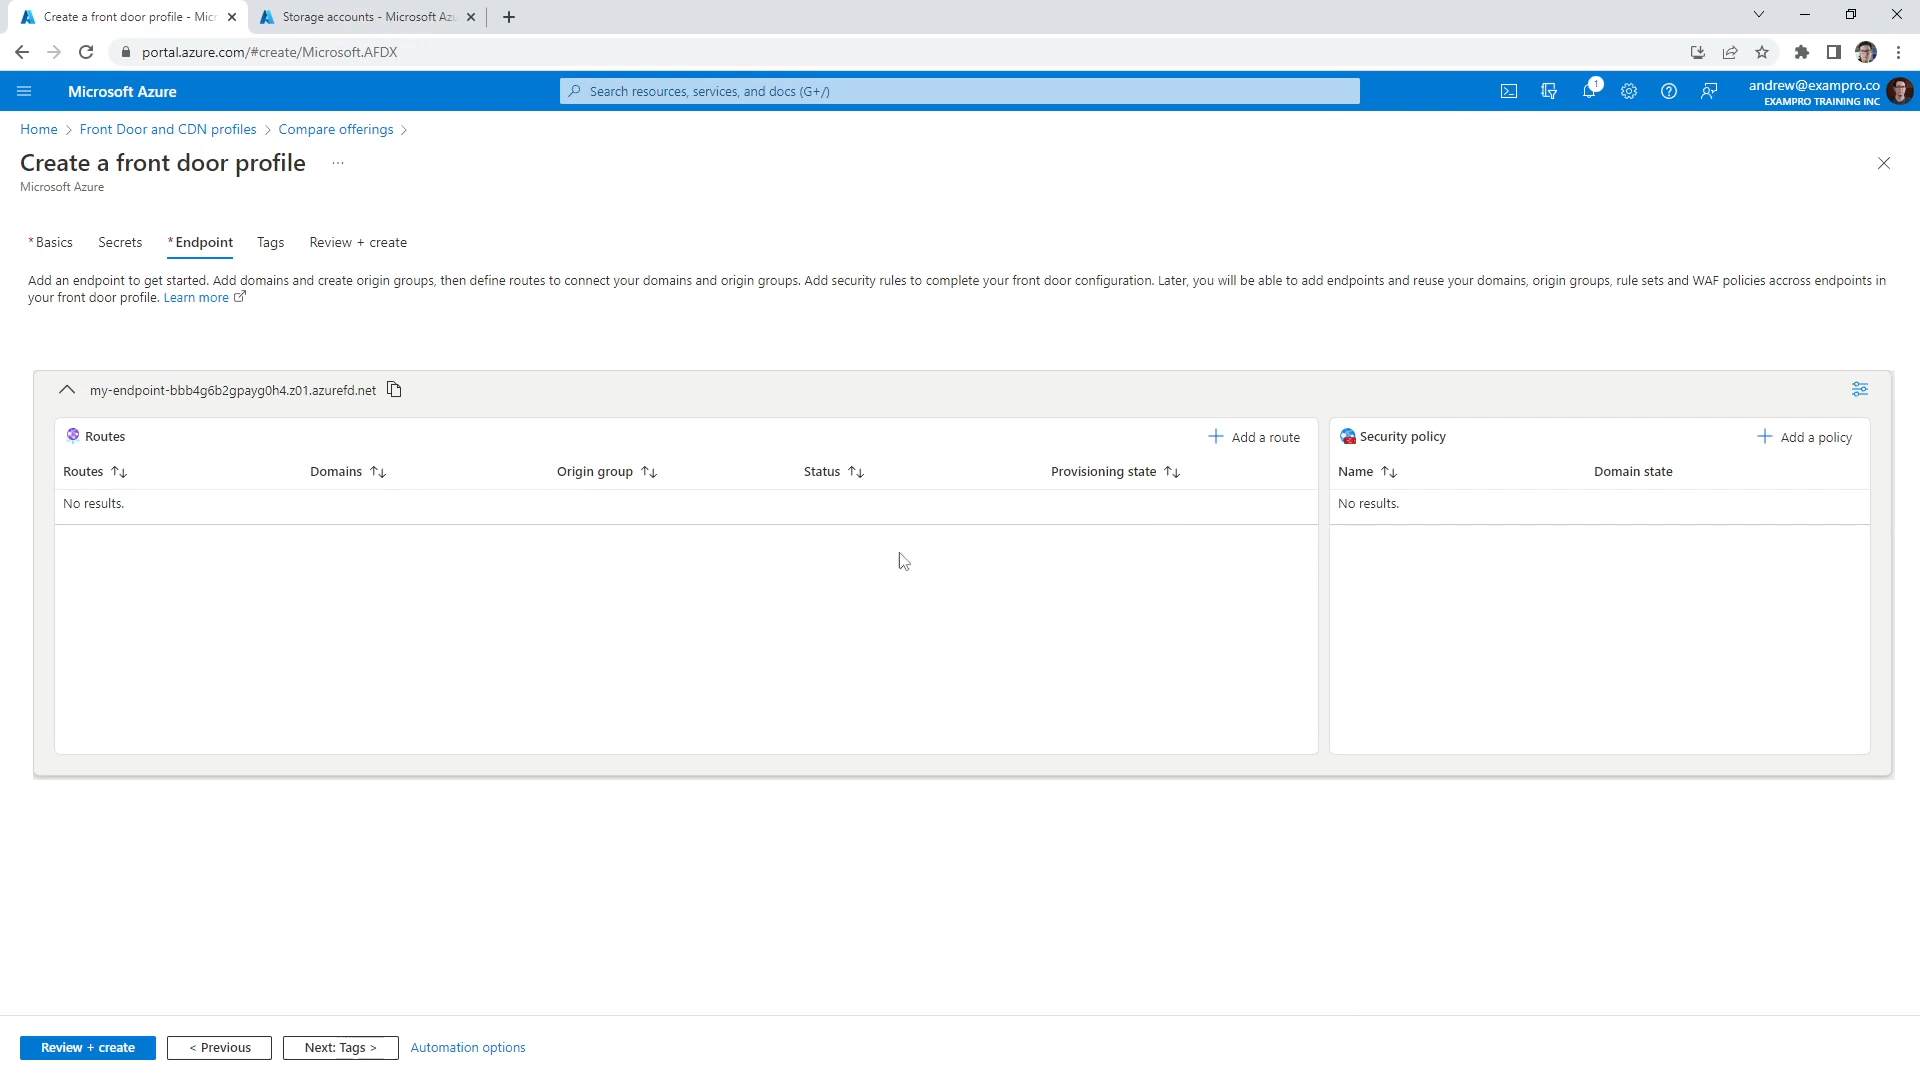 Create a front door profile - Micr
Storage accounts - Microsoft Azu
portal.azure.com/#create/Microsoft.AFDX
Microsoft Azure
Search resources, services, and docs (G+/)
1
andrew@exampro.co
EXAMPRO TRAINING INC
Home > Front Door and CDN profiles > Compare offerings >
Create a front door profile ...
Microsoft Azure
* Basics Secrets * Endpoint Tags Review + create
Add an endpoint to get started. Add domains and create origin groups, then define routes to connect your domains and origin groups. Add security rules to complete your front door configuration. Later, you will be able to add endpoints and reuse your domains, origin groups, rule sets and WAF policies accross endpoints in
your front door profile. Learn more
my-endpoint-bbb4g6b2gpayg0h4.z01.azurefd.net
Routes
+ Add a route
Routes Domains Origin group Status Provisioning state
No results.
Security policy
+ Add a policy
Name Domain state
No results.
Review + create
< Previous
Next: Tags >
Automation options